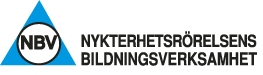 NBV
NYKTERHETSRÖRELSENS
BILDNINGSVERKSAMHET